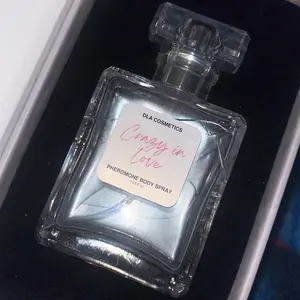 DLA COSMETICS
Crazy in
love
PHEROMONE BODY SPRAY